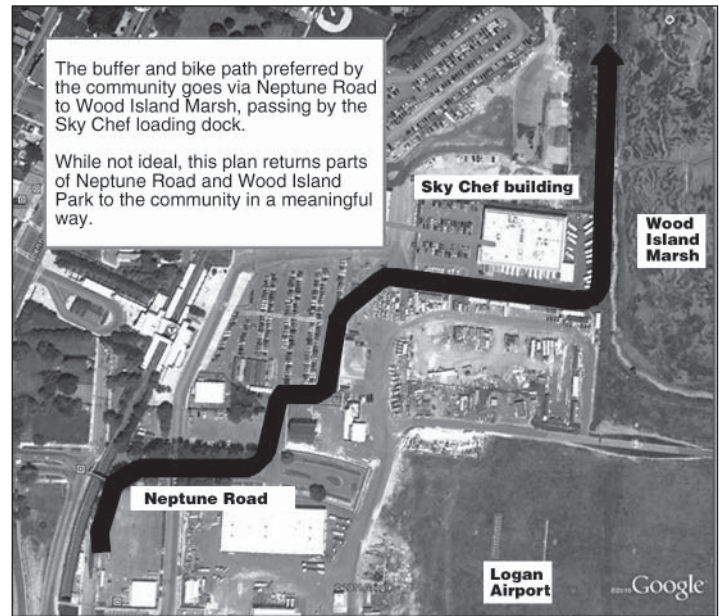 The buffer and bike path preferred by
the community goes via Neptune Road
to Wood Island Marsh, passing by the
Sky Chef loading dock.
While not ideal, this plan returns parts
of Neptune Road and Wood Island
Park to the community in a meaningful
way.
Sky Chef building
Wood
Island
Marsh
Neptune Road
Logan
Airport
©2010 Google